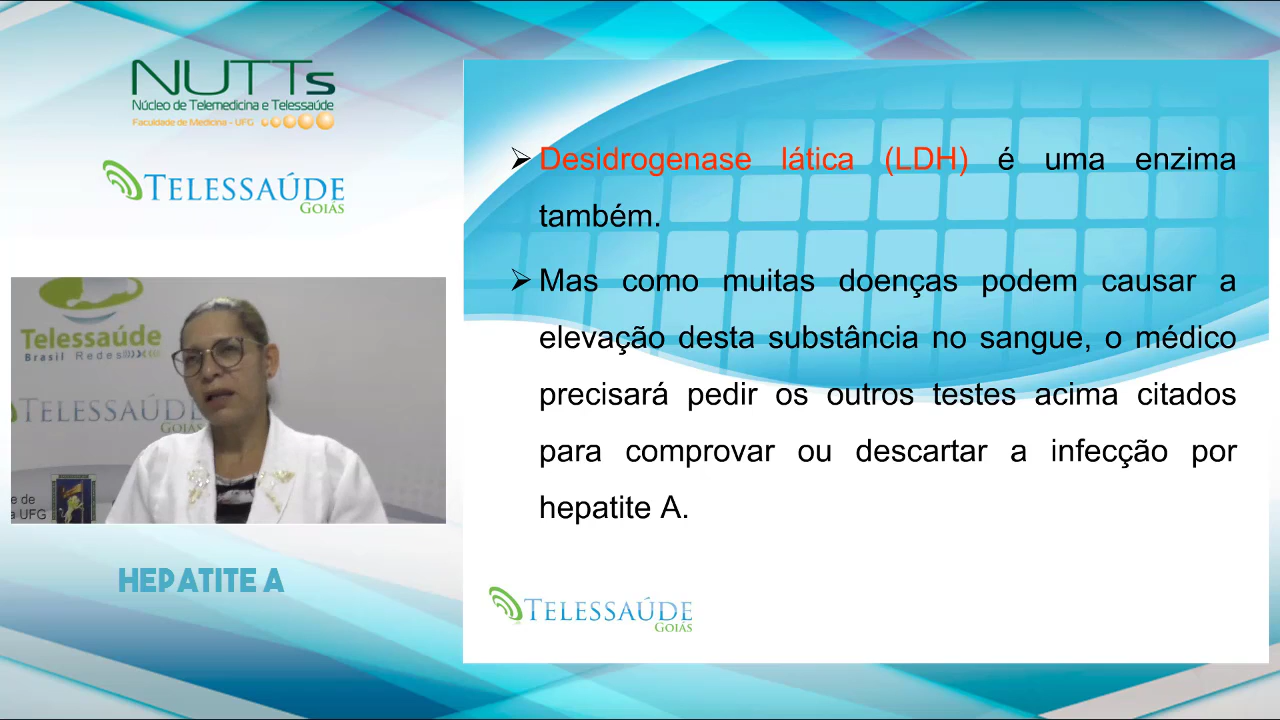 NUTTs
Núcleo de Telemedicina e Telessaúde
Faculdade de Medicina - UFG
TELESSAÚDE
GOIÁS
Telessaúde
Brasil Redes
TELESSAÚDE
GOIÁS
e de
a UFG
HEPATITE A
Desidrogenase lática (LDH) é uma enzima
também.
Mas como muitas doenças podem causar a
elevação desta substância no sangue, o médico
precisará pedir os outros testes acima citados
para comprovar ou descartar a infecção por
hepatite A.
TELESSAÚDE
GOIÁS